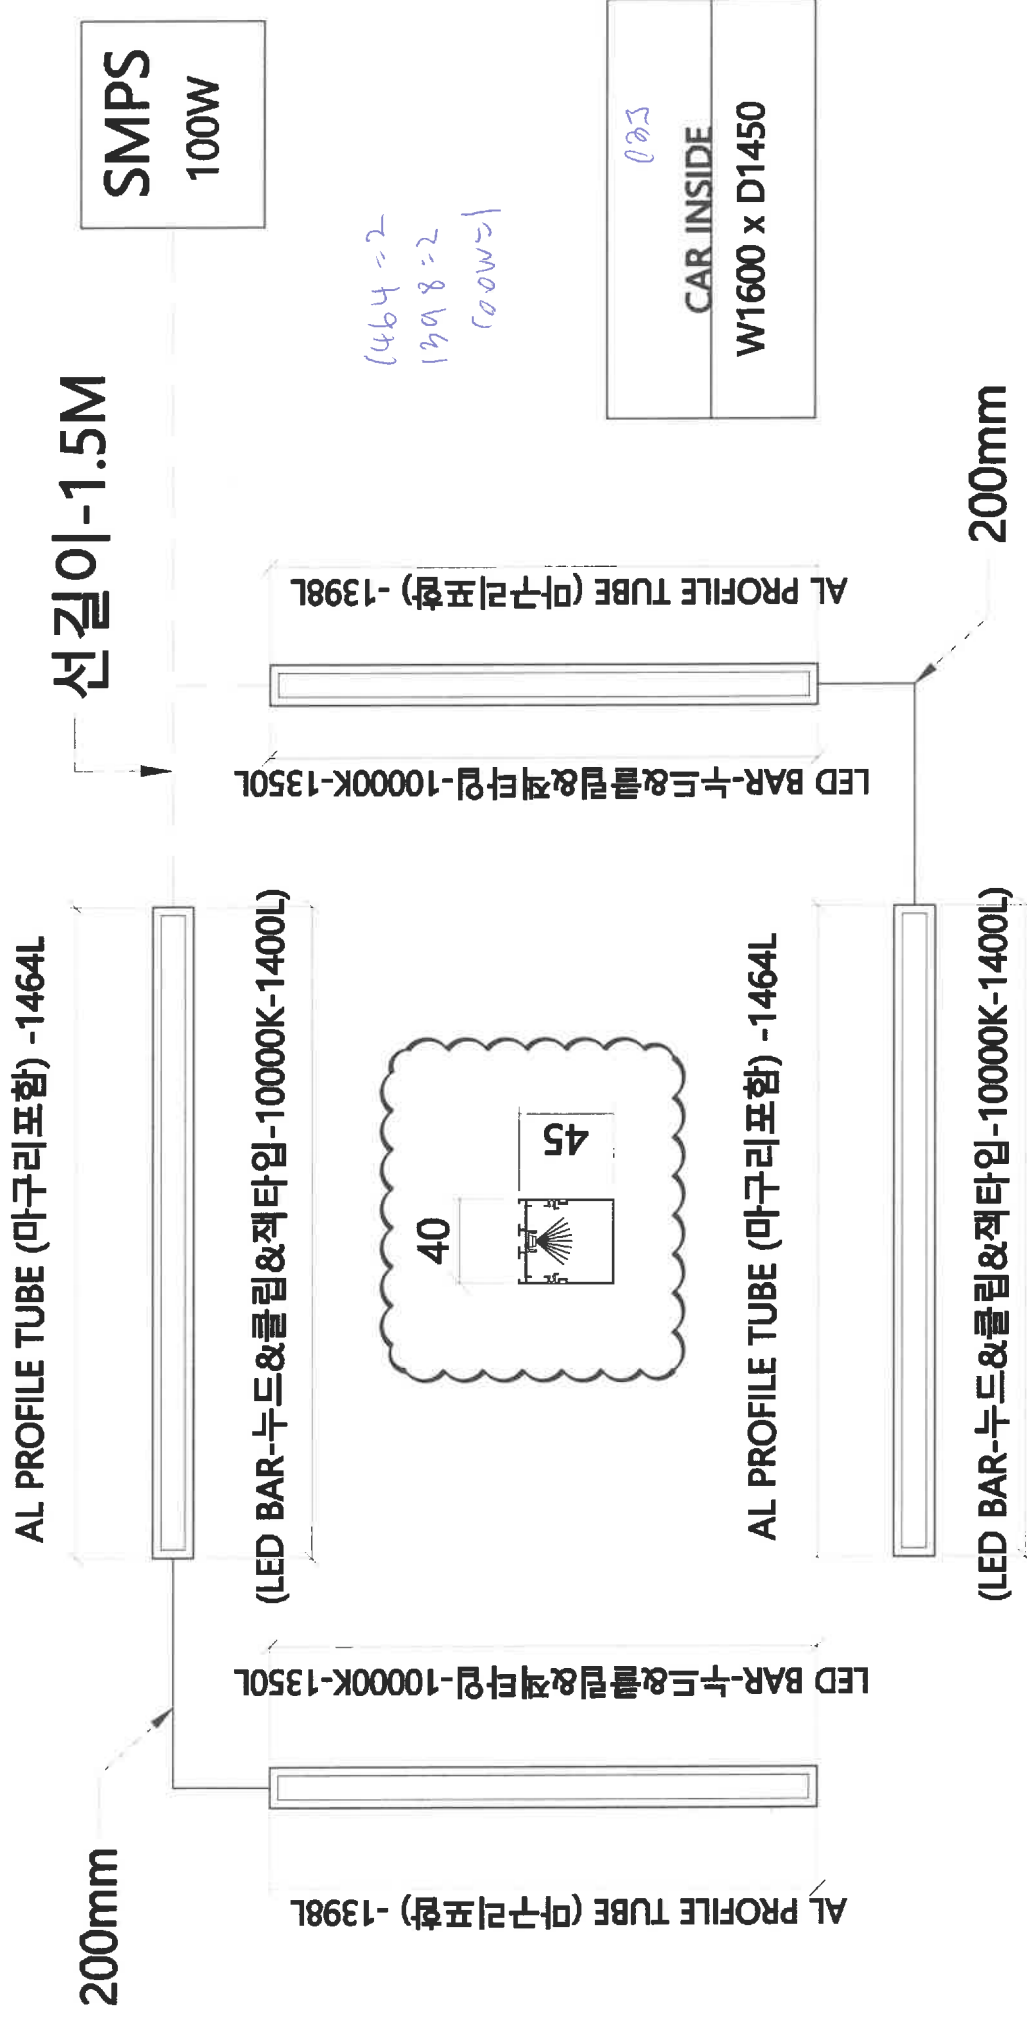 SMPS
100W
선길이-1.5M
200mm
AL PROFILE TUBE (마구리포함) -1464L
(LED BAR-누드&클립&잭타입-10000K-1400L)
AL PROFILE TUBE (마구리포함) -1398L
LED BAR-누드&클립&잭타입-10000K-1350L
40
45
LED BAR-누드&클립&잭타입-10000K-1350L
AL PROFILE TUBE (마구리포함) -1398L
AL PROFILE TUBE (마구리포함) -1464L
(LED BAR-누드&클립&잭타입-10000K-1400L)
200mm
1464=2
1398=2
100W=1
CAR INSIDE
W1600 x D1450